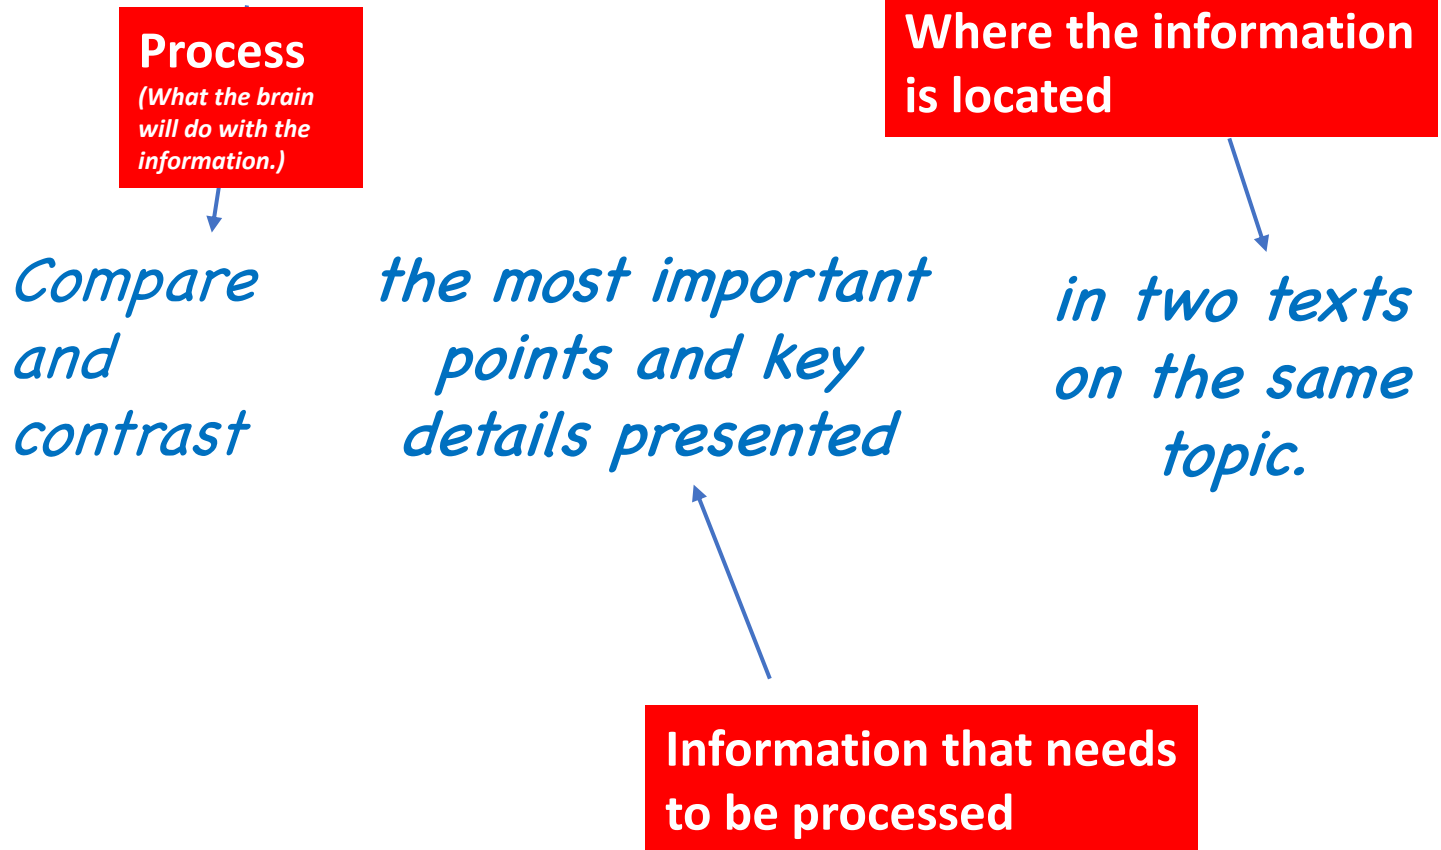 Process
(What the brain
will do with the
information.)
Where the information
is located
Compare
and
contrast
the most important
points and key
details presented
in two texts
on the same
topic.
Information that needs
to be processed